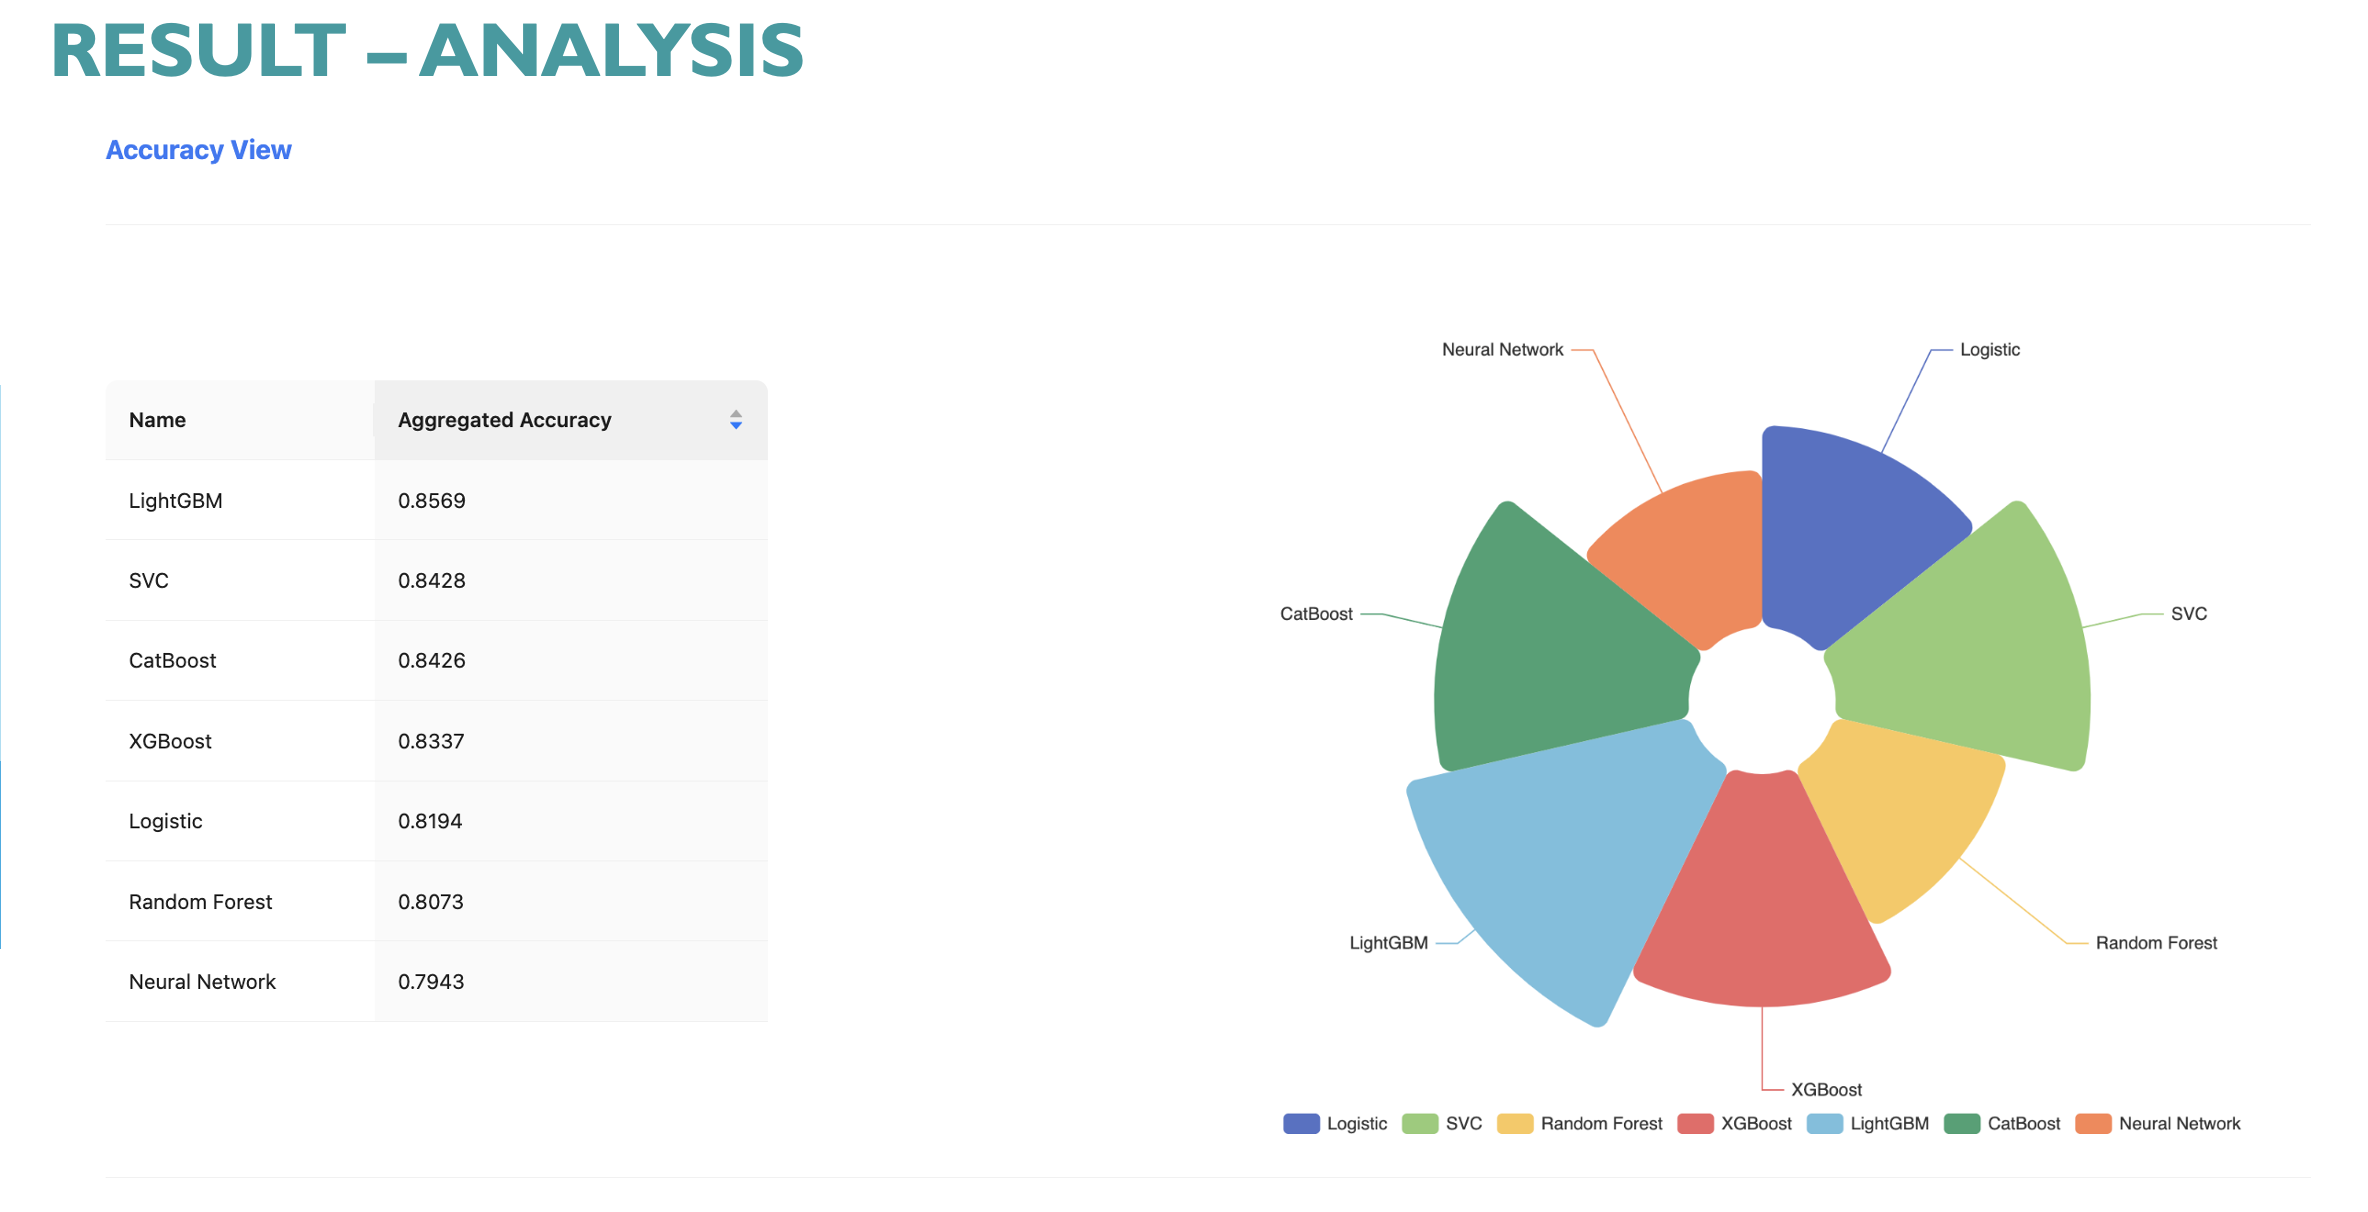 RESULT – ANALYSIS
Accuracy View
Name Aggregated Accuracy
LightGBM 0.8569
SVC 0.8428
CatBoost 0.8426
XGBoost 0.8337
Logistic 0.8194
Random Forest 0.8073
Neural Network 0.7943
Neural Network Logistic
CatBoost SVC
LightGBM Random Forest
XGBoost
Logistic SVC Random Forest XGBoost LightGBM CatBoost Neural Network